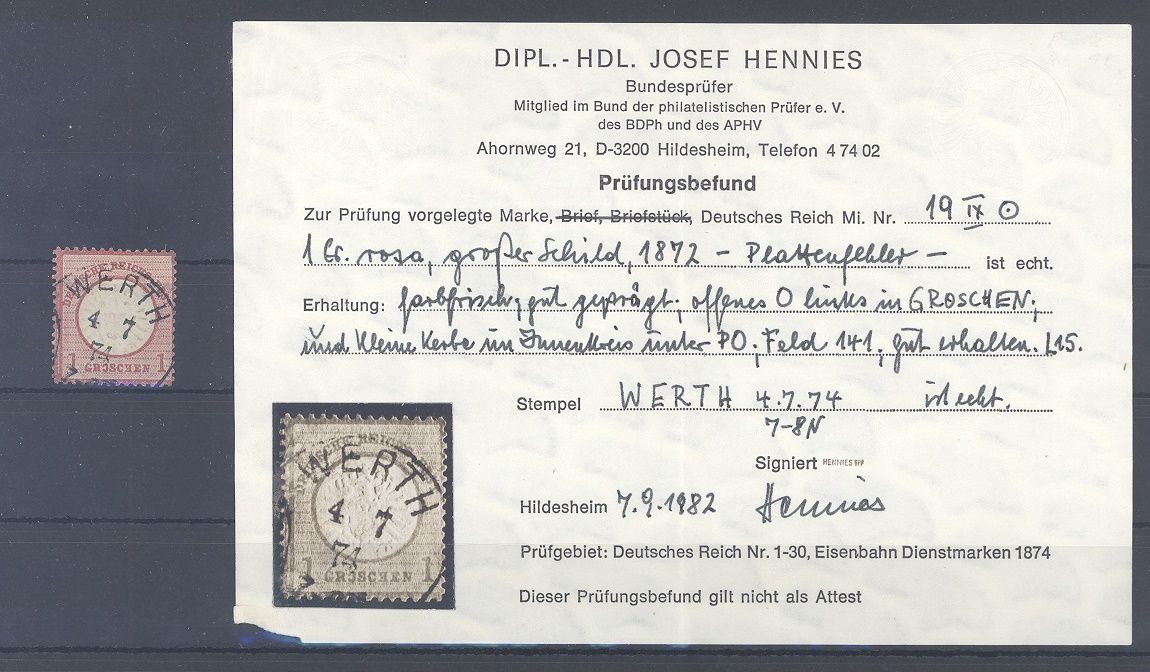 DIPL.-HDL. JOSEF HENNIES
Bundesprüfer
Mitglied im Bund der philatelistischen Prüfer e. V.
des BDPh und des APHV
Ahornweg 21, D-3200 Hildesheim, Telefon 4 74 02
Prüfungsbefund
Zur Prüfung vorgelegte Marke, Brief, Briefstück, Deutsches Reich Mi. Nr. 19 IX ⊙
1 Gr. rosa, großer Schild, 1872 – Plattenfehler – ist echt.
Erhaltung: farbfrisch; gut geprägt; offenes O links in GROSCHEN;
und kleine Kerbe im Innenkreis unter PO; Feld 141; gut erhalten. L15.
Stempel WERTH 4.7.74 ist echt.
7-8N
Signiert HENNIES BPP
Hildesheim 7.9.1982 Hennies
Prüfgebiet: Deutsches Reich Nr. 1-30, Eisenbahn Dienstmarken 1874
Dieser Prüfungsbefund gilt nicht als Attest
WERTH
4 7
74
1 GROSCHEN 1
WERTH
4 7
74
1 GROSCHEN 1